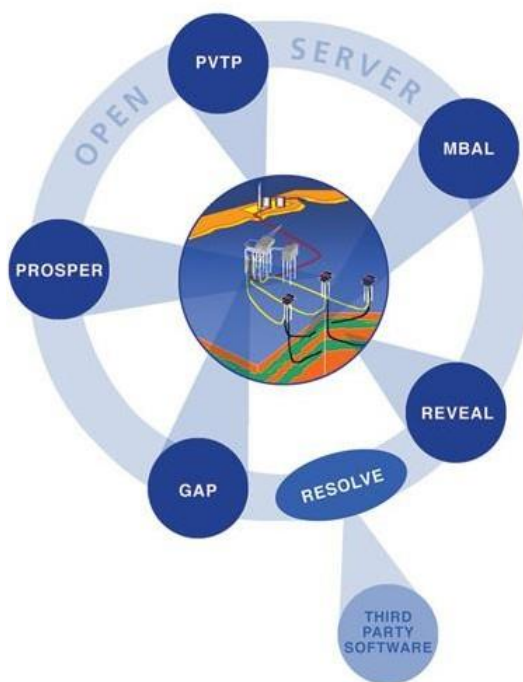 PVTP
OPEN SERVER
MBAL
PROSPER
REVEAL
GAP
RESOLVE
THIRD
PARTY
SOFTWARE